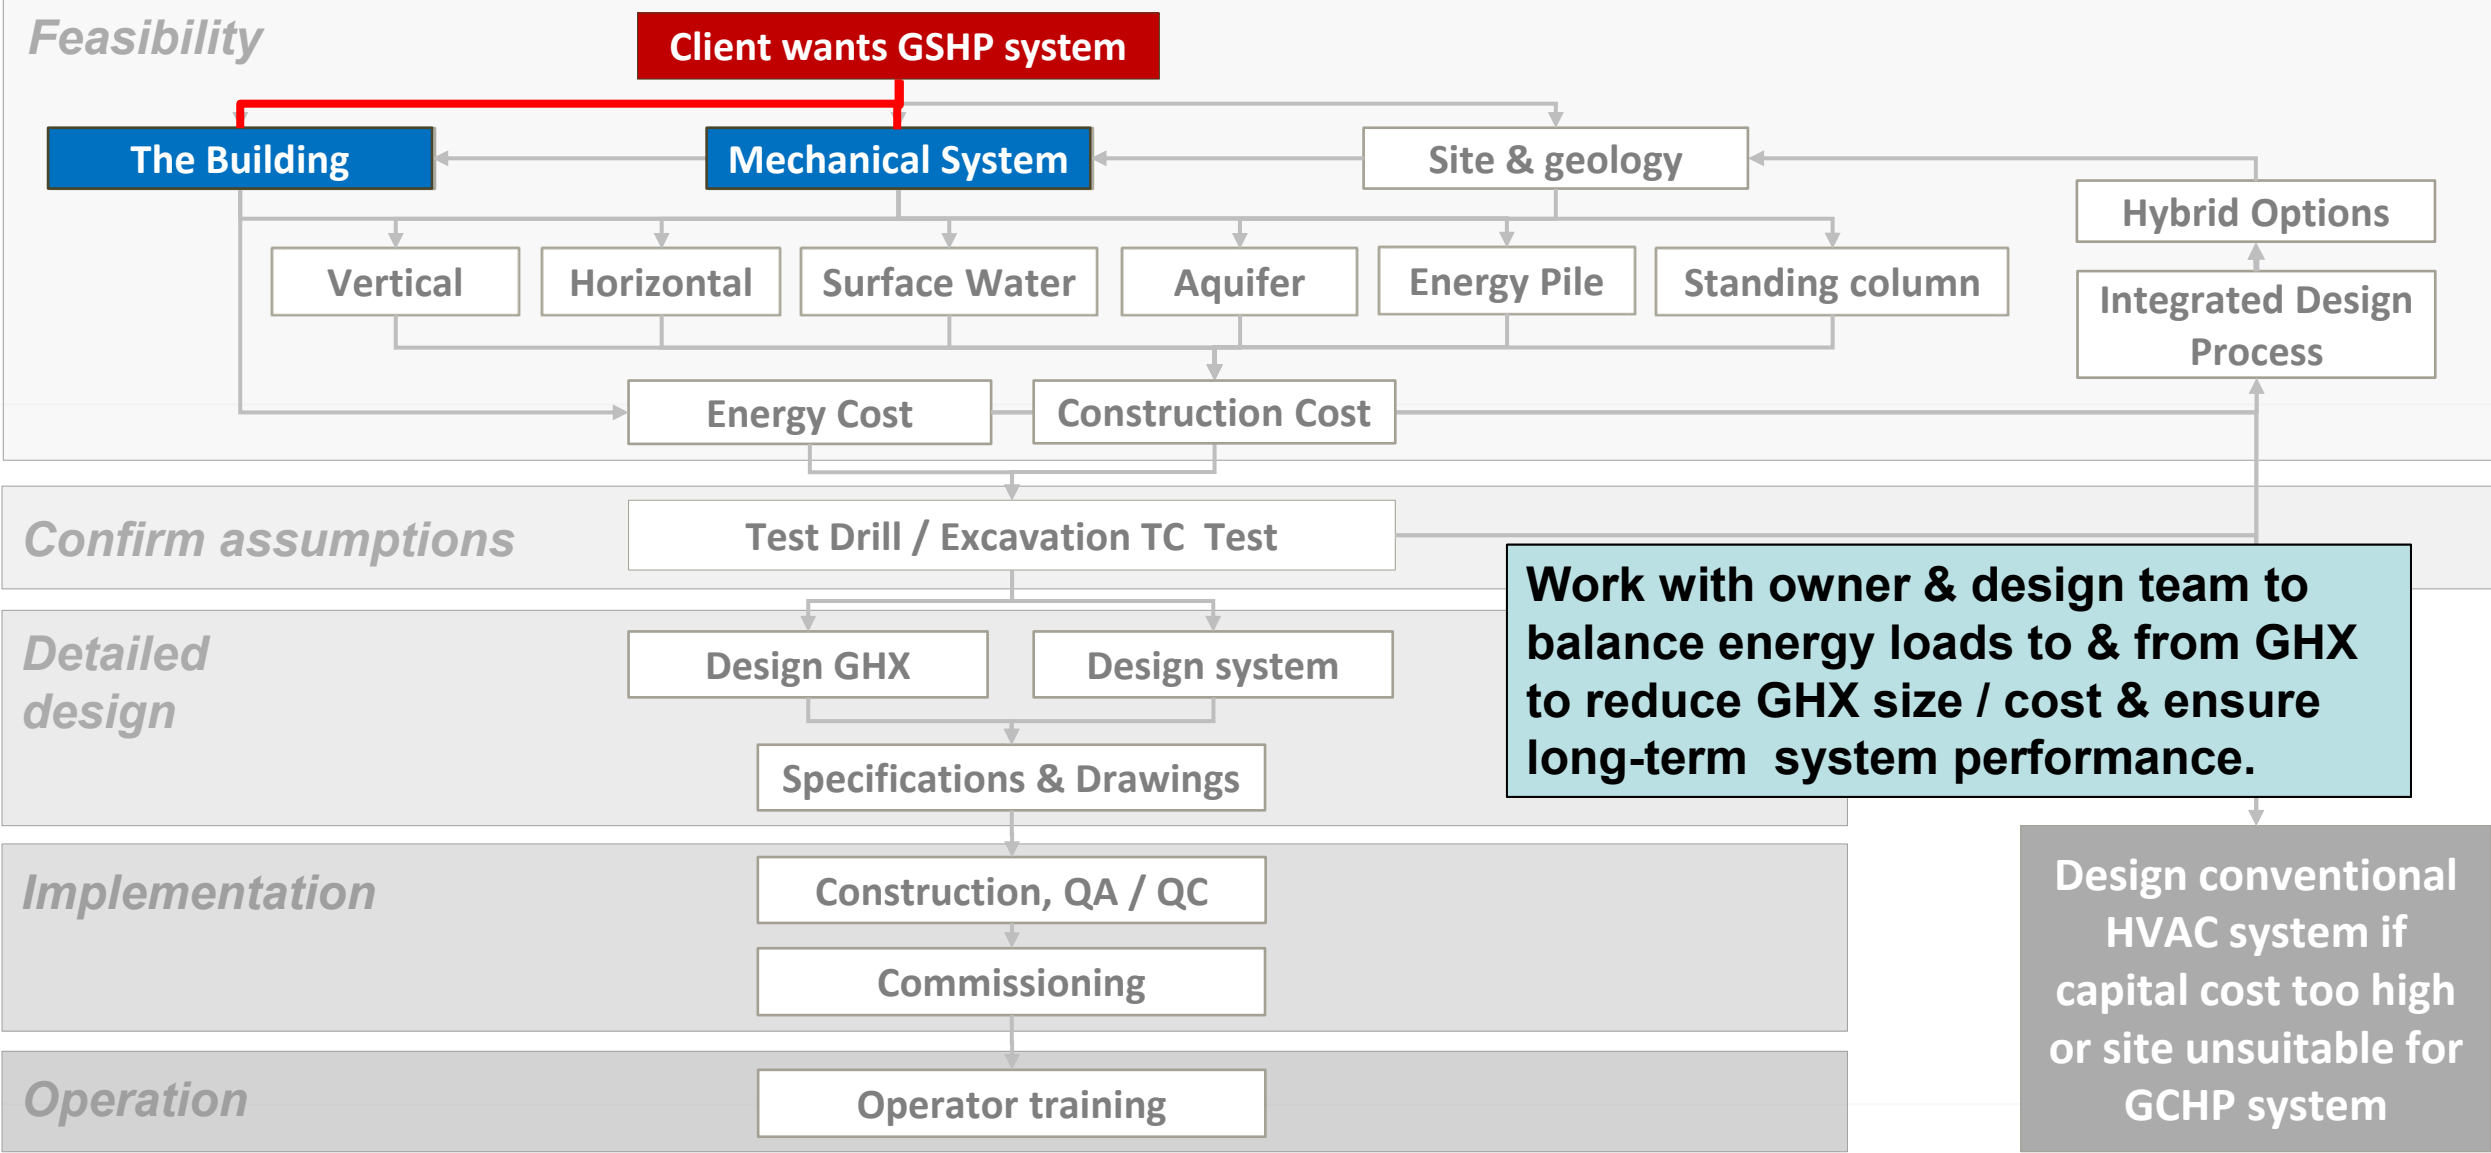 Feasibility
Client wants GSHP system
The Building
Mechanical System
Site & geology
Hybrid Options
Vertical
Horizontal
Surface Water
Aquifer
Energy Pile
Standing column
Integrated Design
Process
Energy Cost
Construction Cost
Confirm assumptions
Test Drill / Excavation TC Test
Work with owner & design team to
balance energy loads to & from GHX
to reduce GHX size / cost & ensure
long-term system performance.
Detailed
design
Design GHX
Design system
Specifications & Drawings
Implementation
Construction, QA / QC
Commissioning
Design conventional
HVAC system if
capital cost too high
or site unsuitable for
GCHP system
Operation
Operator training